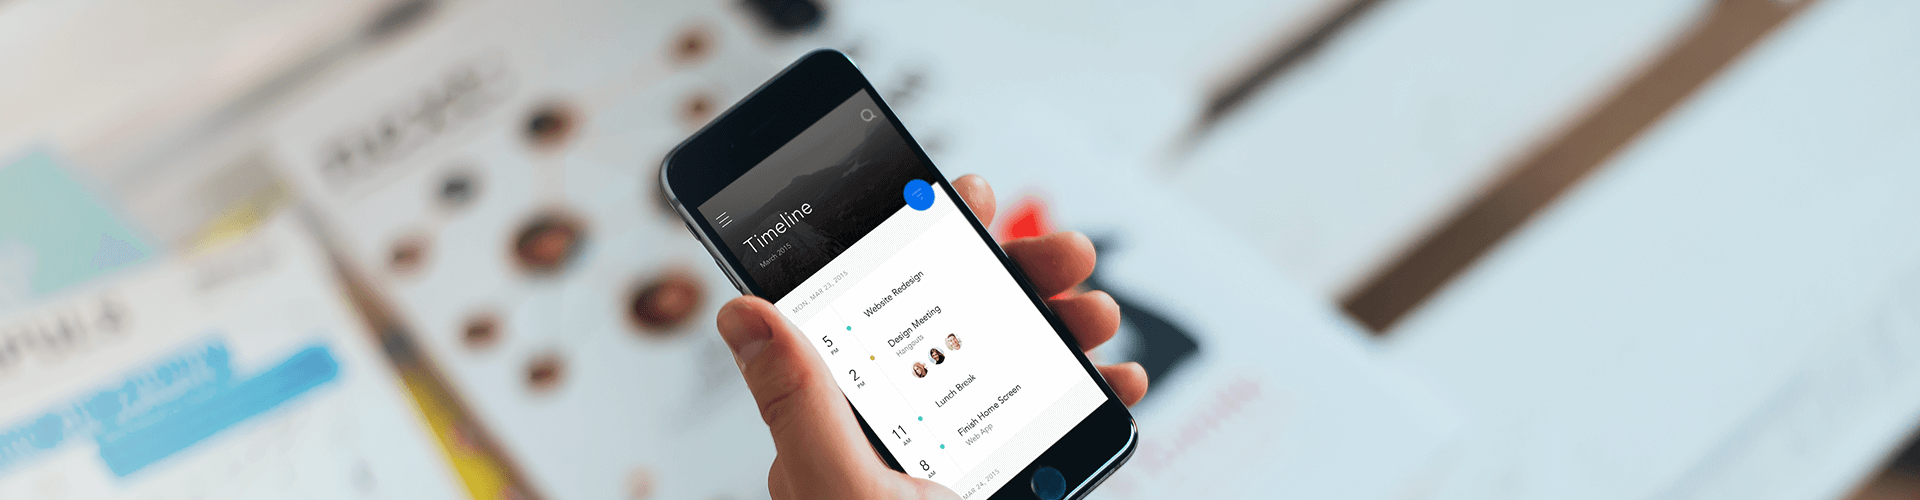 Timeline
March 2015
MON, MAR 23, 2015
5 PM
Website Redesign
2 PM
Design Meeting
Hangouts
11 AM
Lunch Break
8 AM
Finish Home Screen
Web App
MAR 24, 2015